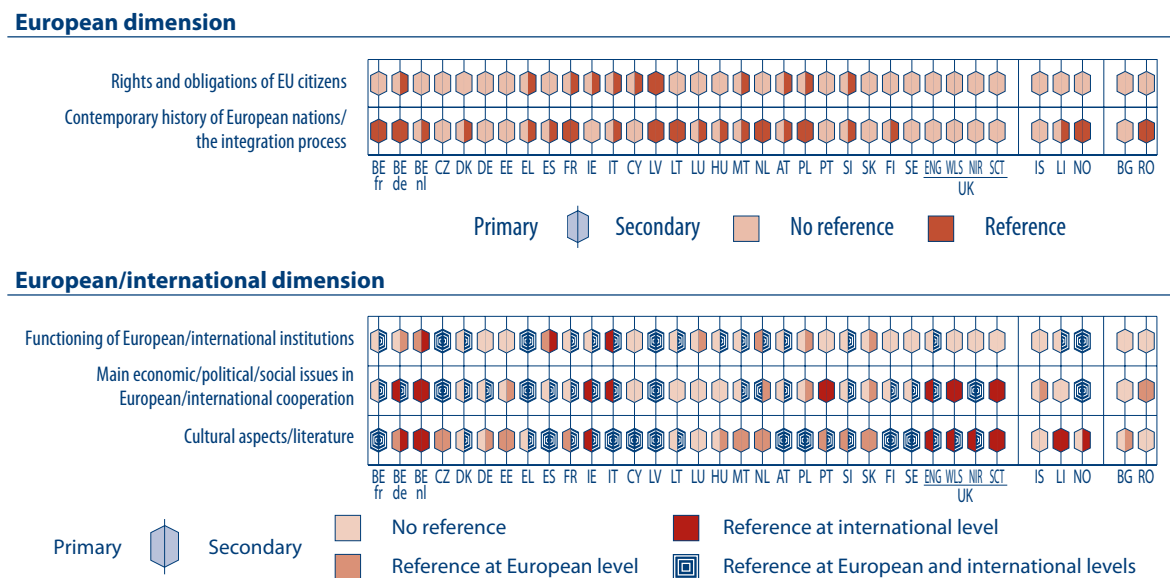 European dimension
Rights and obligations of EU citizens
Contemporary history of European nations/
the integration process
BE fr BE de BE nl CZ DK DE EE EL ES FR IE IT CY LV LT LU HU MT NL AT PL PT SI SK FI SE ENG WLS NIR SCT IS LI NO BG RO
UK
Primary Secondary No reference Reference
European/international dimension
Functioning of European/international institutions
Main economic/political/social issues in
European/international cooperation
Cultural aspects/literature
BE fr BE de BE nl CZ DK DE EE EL ES FR IE IT CY LV LT LU HU MT NL AT PL PT SI SK FI SE ENG WLS NIR SCT IS LI NO BG RO
UK
Primary Secondary
No reference Reference at international level
Reference at European level Reference at European and international levels